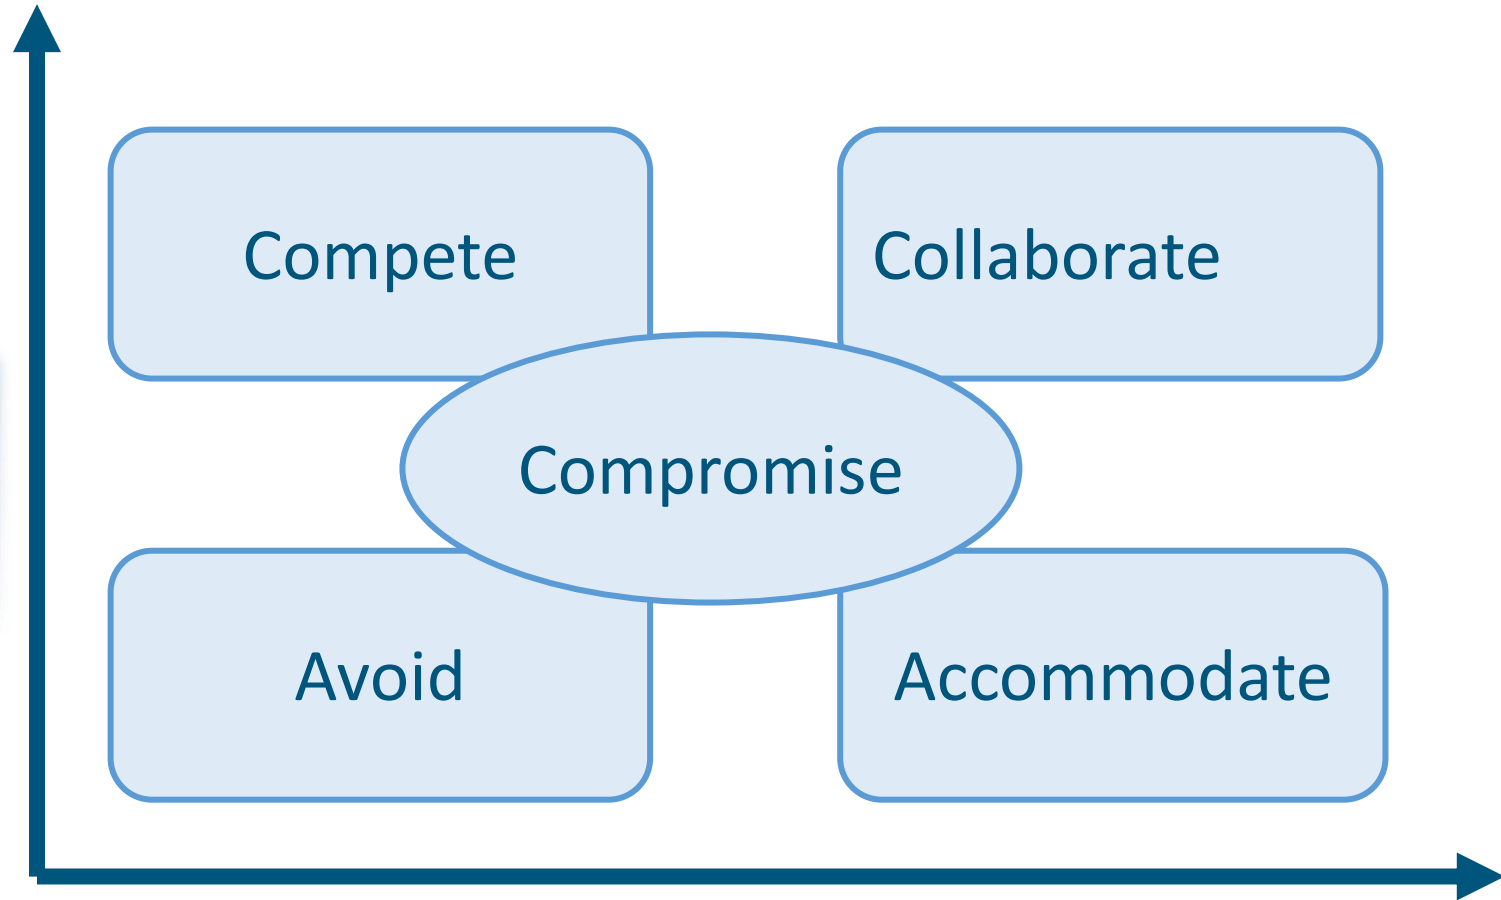 Compete
Collaborate
Compromise
Avoid
Accommodate